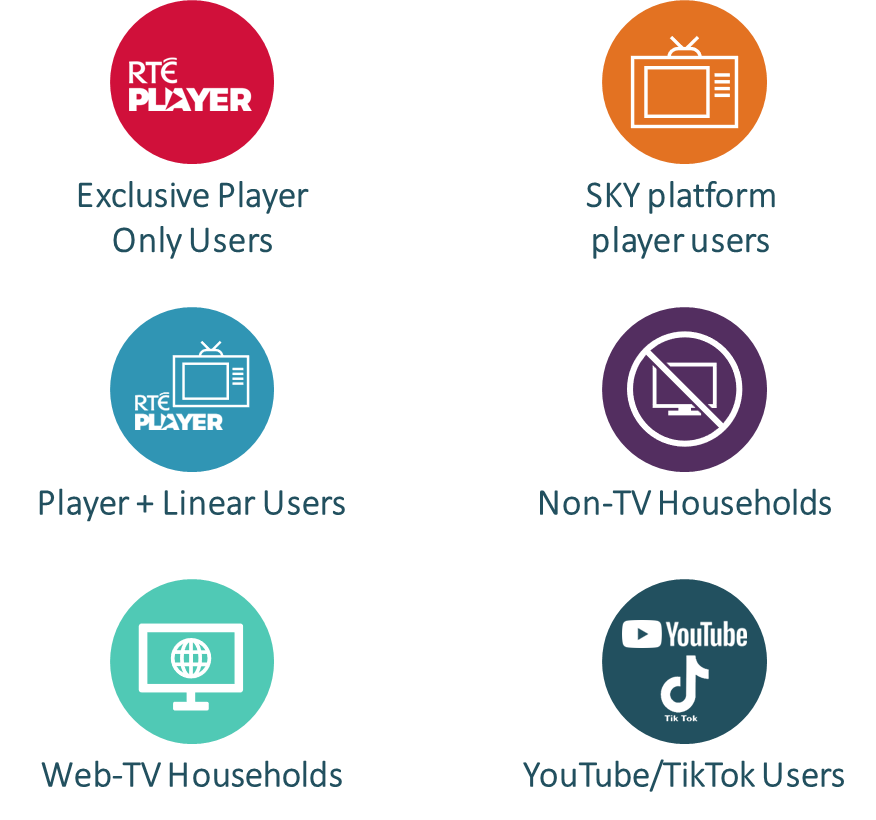 RTÉ
PLAYER
Exclusive Player
Only Users
SKY platform
player users
RTÉ
PLAYER
Player + Linear Users
Non-TV Households
Web-TV Households
YouTube
Tik Tok
YouTube/TikTok Users